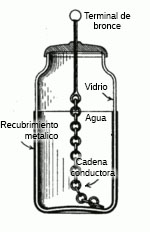 Terminal de
bronce
Vidrio
Agua
Recubrimiento
metálico
Cadena
conductora